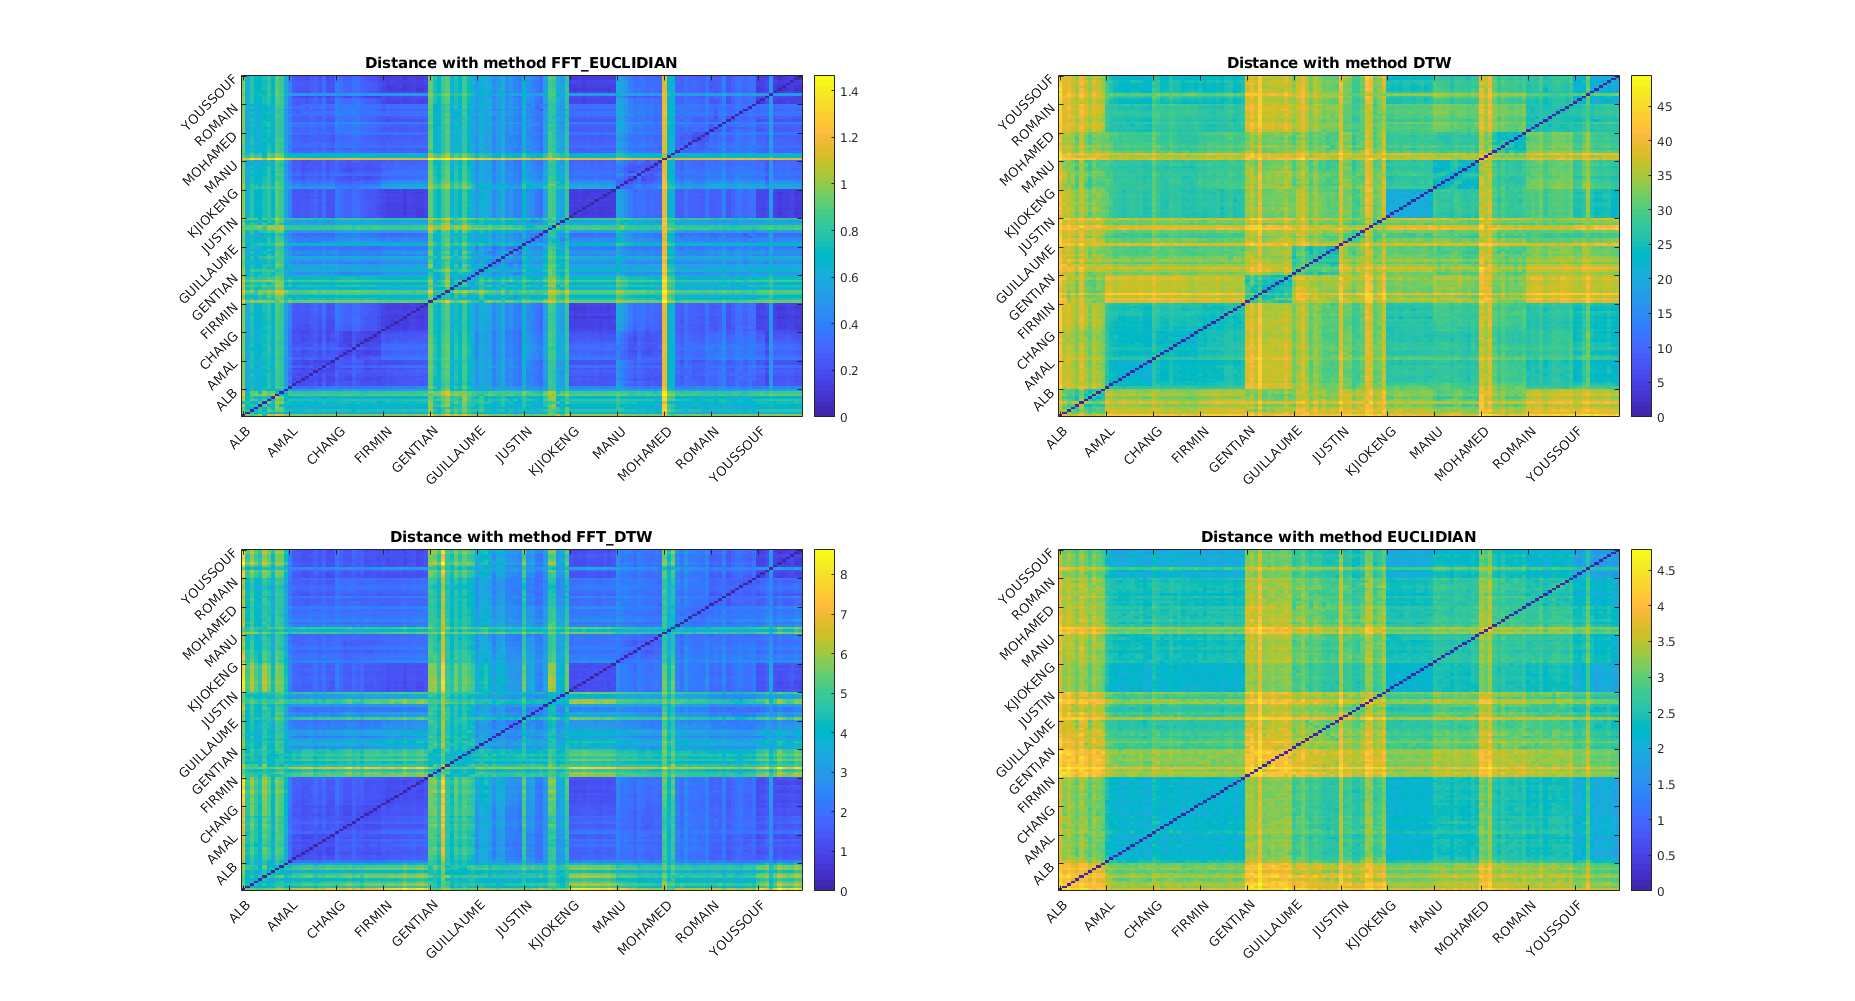 Distance with method FFT_EUCLIDIAN
YOUSSOUF
ROMAIN
MOHAMED
MANU
KJIOKENG
JUSTIN
GUILLAUME
GENTIAN
FIRMIN
CHANG
AMAL
ALB
ALB
AMAL
CHANG
FIRMIN
GENTIAN
GUILLAUME
JUSTIN
KJIOKENG
MANU
MOHAMED
ROMAIN
YOUSSOUF
1.4
1.2
1
0.8
0.6
0.4
0.2
0
Distance with method DTW
YOUSSOUF
ROMAIN
MOHAMED
MANU
KJIOKENG
JUSTIN
GUILLAUME
GENTIAN
FIRMIN
CHANG
AMAL
ALB
ALB
AMAL
CHANG
FIRMIN
GENTIAN
GUILLAUME
JUSTIN
KJIOKENG
MANU
MOHAMED
ROMAIN
YOUSSOUF
45
40
35
30
25
20
15
10
5
0
Distance with method FFT_DTW
YOUSSOUF
ROMAIN
MOHAMED
MANU
KJIOKENG
JUSTIN
GUILLAUME
GENTIAN
FIRMIN
CHANG
AMAL
ALB
ALB
AMAL
CHANG
FIRMIN
GENTIAN
GUILLAUME
JUSTIN
KJIOKENG
MANU
MOHAMED
ROMAIN
YOUSSOUF
8
7
6
5
4
3
2
1
0
Distance with method EUCLIDIAN
YOUSSOUF
ROMAIN
MOHAMED
MANU
KJIOKENG
JUSTIN
GUILLAUME
GENTIAN
FIRMIN
CHANG
AMAL
ALB
ALB
AMAL
CHANG
FIRMIN
GENTIAN
GUILLAUME
JUSTIN
KJIOKENG
MANU
MOHAMED
ROMAIN
YOUSSOUF
4.5
4
3.5
3
2.5
2
1.5
1
0.5
0